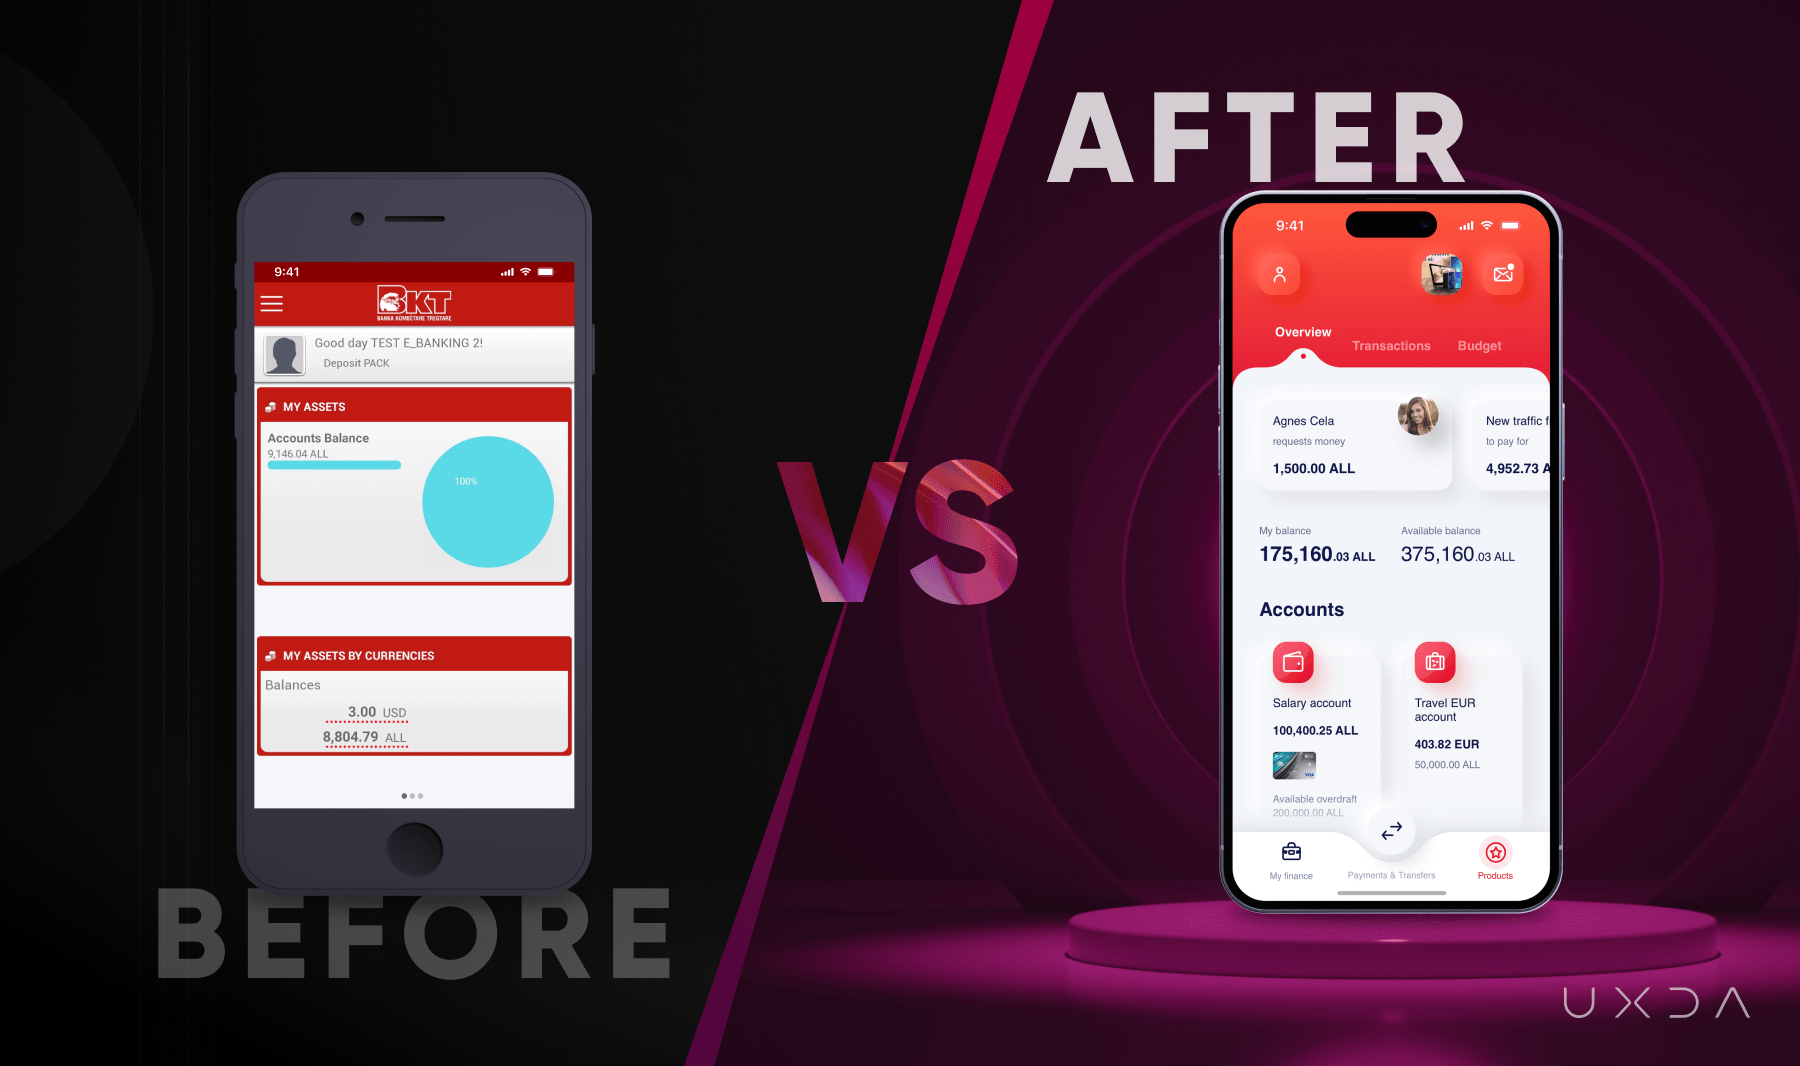 BEFORE
9:41
BKT
BANKA KOMBËTARE TREGTARE
Good day TEST E_BANKING 2!
Deposit PACK
MY ASSETS
Accounts Balance
9,146.04 ALL
100%
MY ASSETS BY CURRENCIES
Balances
3.00 USD
8,804.79 ALL
VS
AFTER
9:41
Overview
Transactions
Budget
Agnes Cela
requests money
1,500.00 ALL
New traffic f
to pay for
4,952.73 A
My balance
175,160.03 ALL
Available balance
375,160.03 ALL
Accounts
Salary account
100,400.25 ALL
VISA
Available overdraft
200,000.00 ALL
Travel EUR
account
403.82 EUR
50,000.00 ALL
My finance
Payments & Transfers
Products
UXDA